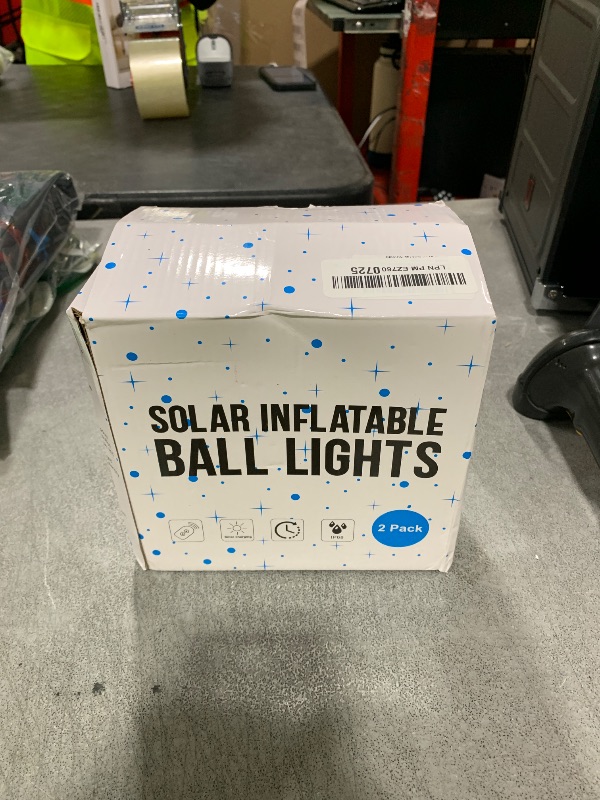 LPN PM EZ760 0725
SOLAR INFLATABLE
BALL LIGHTS
2 Pack